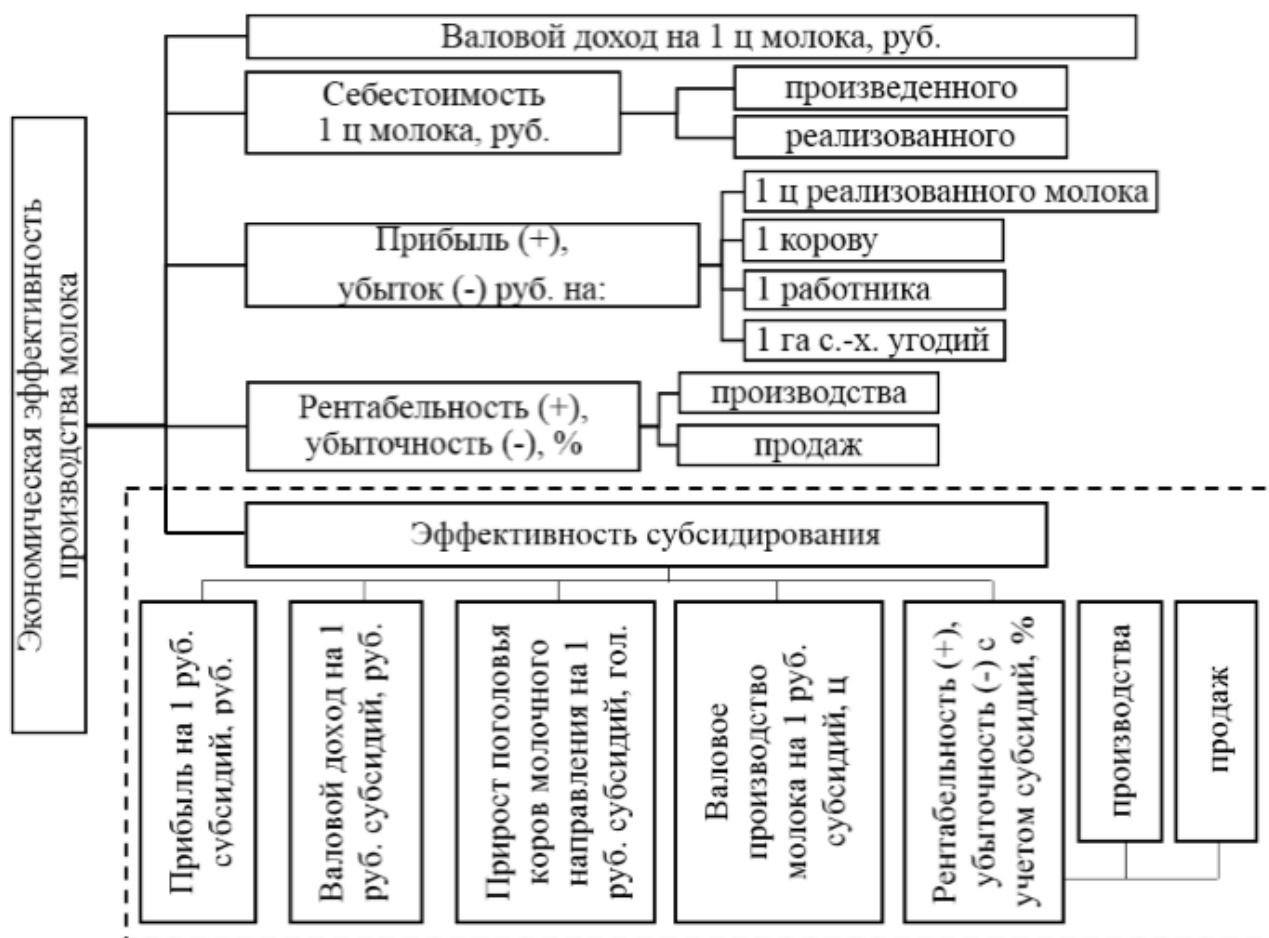 Экономическая эффективность
производства молока
Валовой доход на 1 ц молока, руб.
Себестоимость
1 ц молока, руб.
произведенного
реализованного
Прибыль (+),
убыток (-) руб. на:
1 ц реализованного молока
1 корову
1 работника
1 га с.-х. угодий
Рентабельность (+),
убыточность (-), %
производства
продаж
Эффективность субсидирования
Прибыль на 1 руб.
субсидий, руб.
Валовой доход на 1
руб. субсидий, руб.
Прирост поголовья
коров молочного
направления на 1
руб. субсидий, гол.
Валовое
производство
молока на 1 руб.
субсидий, ц
Рентабельность (+),
убыточность (-) с
учетом субсидий, %
производства
продаж